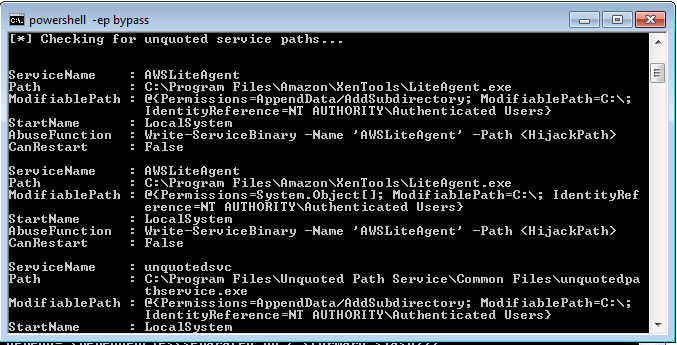 powershell -ep bypass
[*] Checking for unquoted service paths...
ServiceName    : AWSLiteAgent
Path           : C:\Program Files\Amazon\XenTools\LiteAgent.exe
ModifiablePath : @{Permissions=AppendData/AddSubdirectory; ModifiablePath=C:\;
IdentityReference=NT AUTHORITY\Authenticated Users}
StartName      : LocalSystem
AbuseFunction  : Write-ServiceBinary -Name 'AWSLiteAgent' -Path <HijackPath>
CanRestart     : False
ServiceName    : AWSLiteAgent
Path           : C:\Program Files\Amazon\XenTools\LiteAgent.exe
ModifiablePath : @{Permissions=System.Object[]; ModifiablePath=C:\; IdentityRef
erence=NT AUTHORITY\Authenticated Users}
StartName      : LocalSystem
AbuseFunction  : Write-ServiceBinary -Name 'AWSLiteAgent' -Path <HijackPath>
CanRestart     : False
ServiceName    : unquotedsvc
Path           : C:\Program Files\Unquoted Path Service\Common Files\unquotedpa
thservice.exe
ModifiablePath : @{Permissions=AppendData/AddSubdirectory; ModifiablePath=C:\;
IdentityReference=NT AUTHORITY\Authenticated Users}
StartName      : LocalSystem